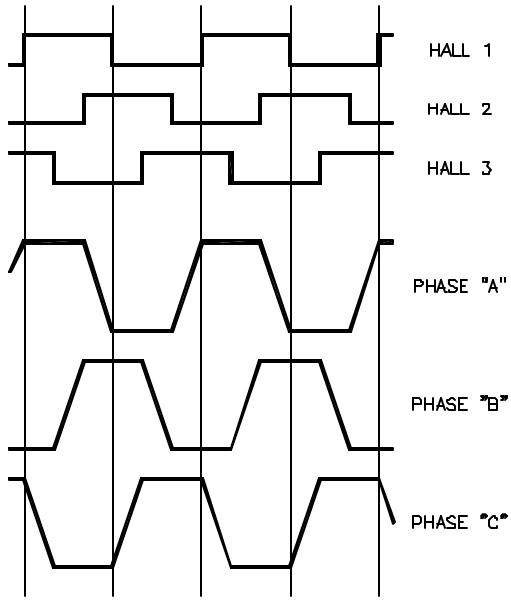 HALL 1
HALL 2
HALL 3
PHASE "A"
PHASE "B"
PHASE "C"